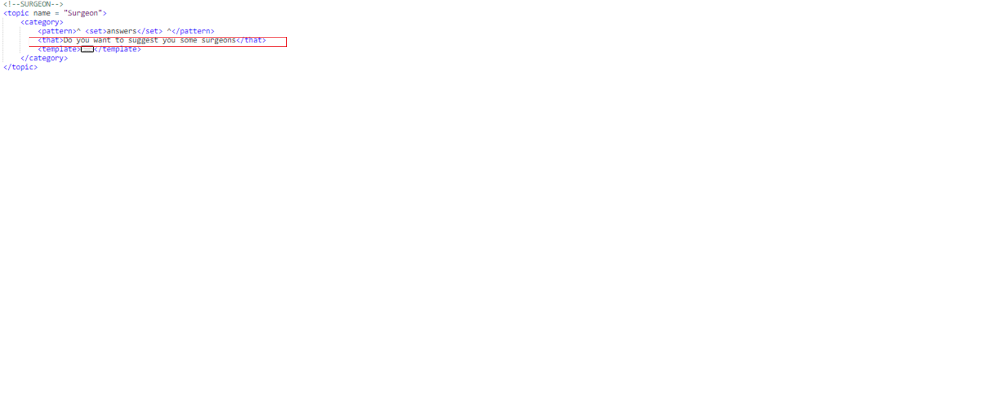 <!--SURGEON-->
<topic name = "Surgeon">
<category>
<pattern>^ <set>answers</set> ^</pattern>
<that>Do you want to suggest you some surgeons</that>
<template></template>
</category>
</topic>